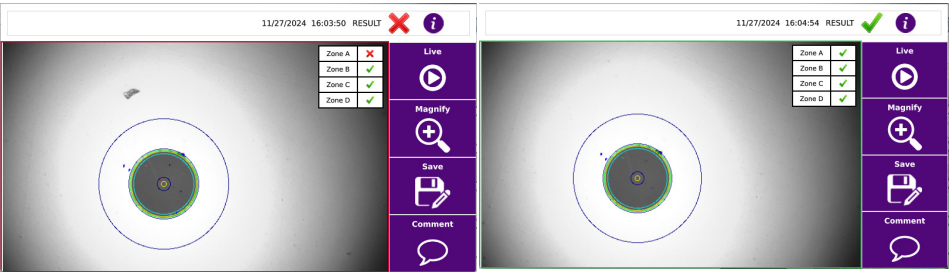 11/27/2024 16:03:50 RESULT
i
Zone A
Zone B
Zone C
Zone D
Live
Magnify
Save
Comment
11/27/2024 16:04:54 RESULT
i
Zone A
Zone B
Zone C
Zone D
Live
Magnify
Save
Comment